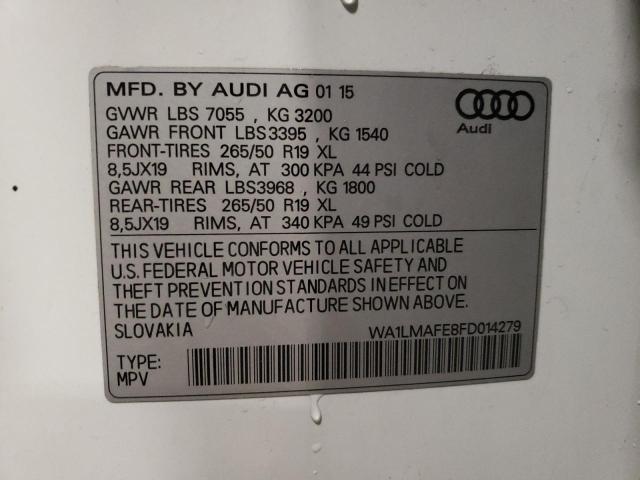 MFD. BY AUDI AG 01 15
GVWR LBS 7055 , KG 3200
GAWR FRONT LBS3395 , KG 1540
FRONT-TIRES 265/50 R19 XL
8,5JX19 RIMS, AT 300 KPA 44 PSI COLD
GAWR REAR LBS3968 , KG 1800
REAR-TIRES 265/50 R19 XL
8,5JX19 RIMS, AT 340 KPA 49 PSI COLD
Audi
THIS VEHICLE CONFORMS TO ALL APPLICABLE
U.S. FEDERAL MOTOR VEHICLE SAFETY AND
THEFT PREVENTION STANDARDS IN EFFECT ON
THE DATE OF MANUFACTURE SHOWN ABOVE.
SLOVAKIA WA1LMAFE8FD014279
TYPE:
MPV